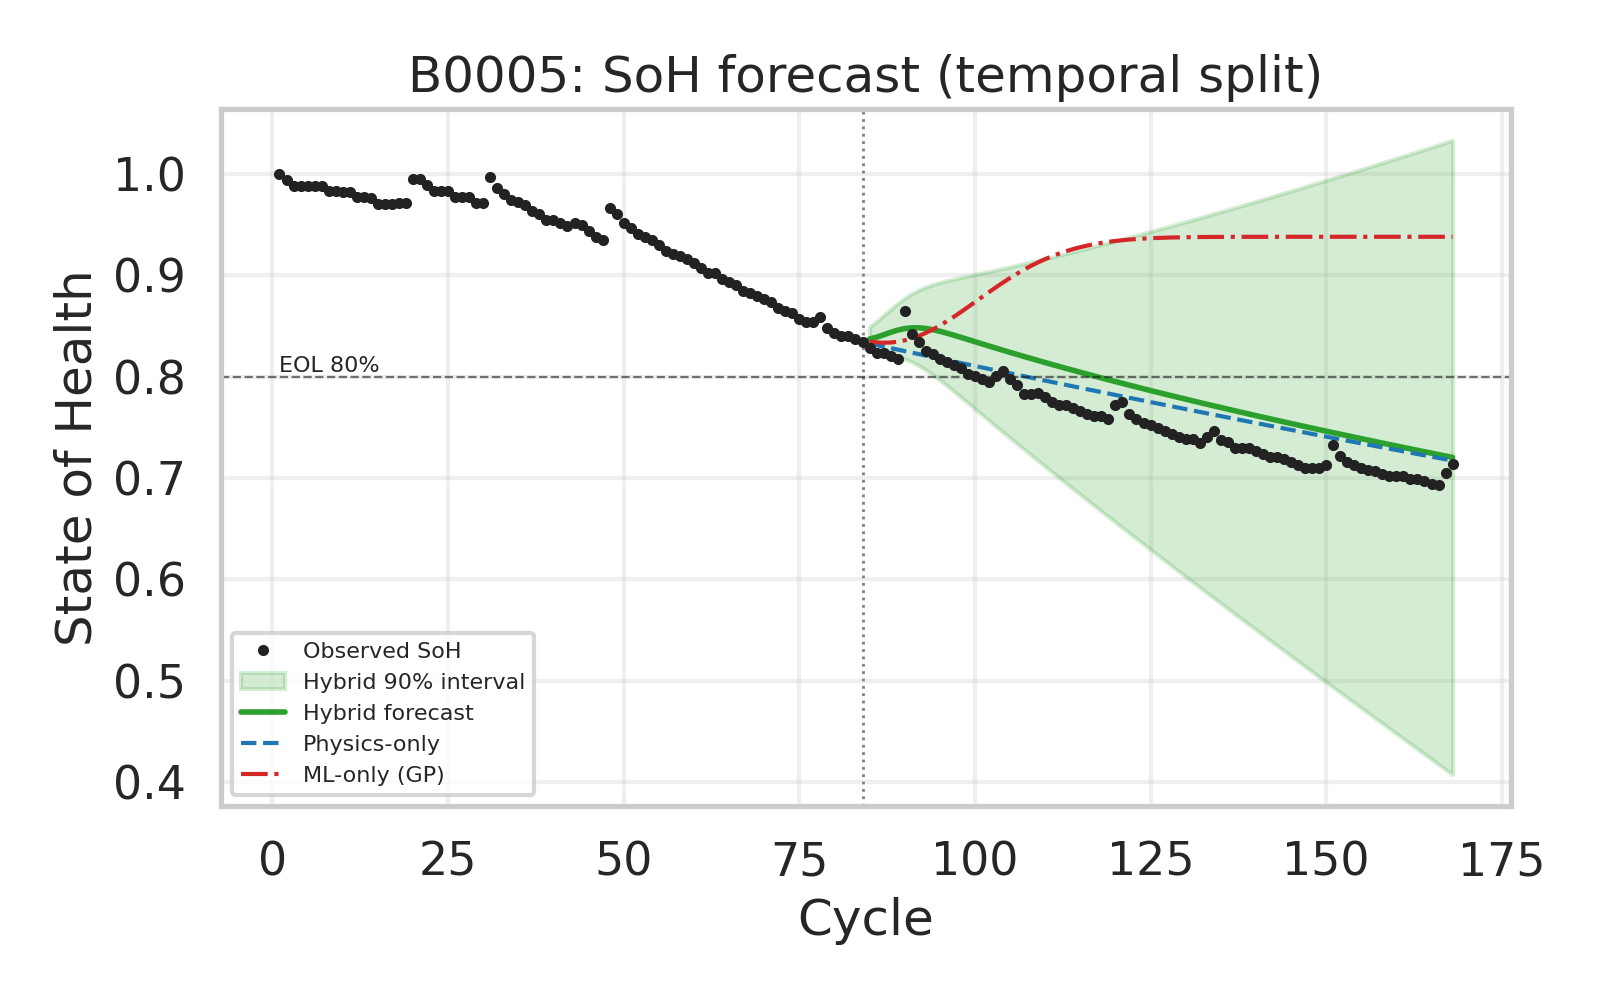 B0005: SoH forecast (temporal split)
State of Health
1.0
0.9
0.8
0.7
0.6
0.5
0.4
EOL 80%
Observed SoH
Hybrid 90% interval
Hybrid forecast
Physics-only
ML-only (GP)
0 25 50 75 100 125 150 175
Cycle